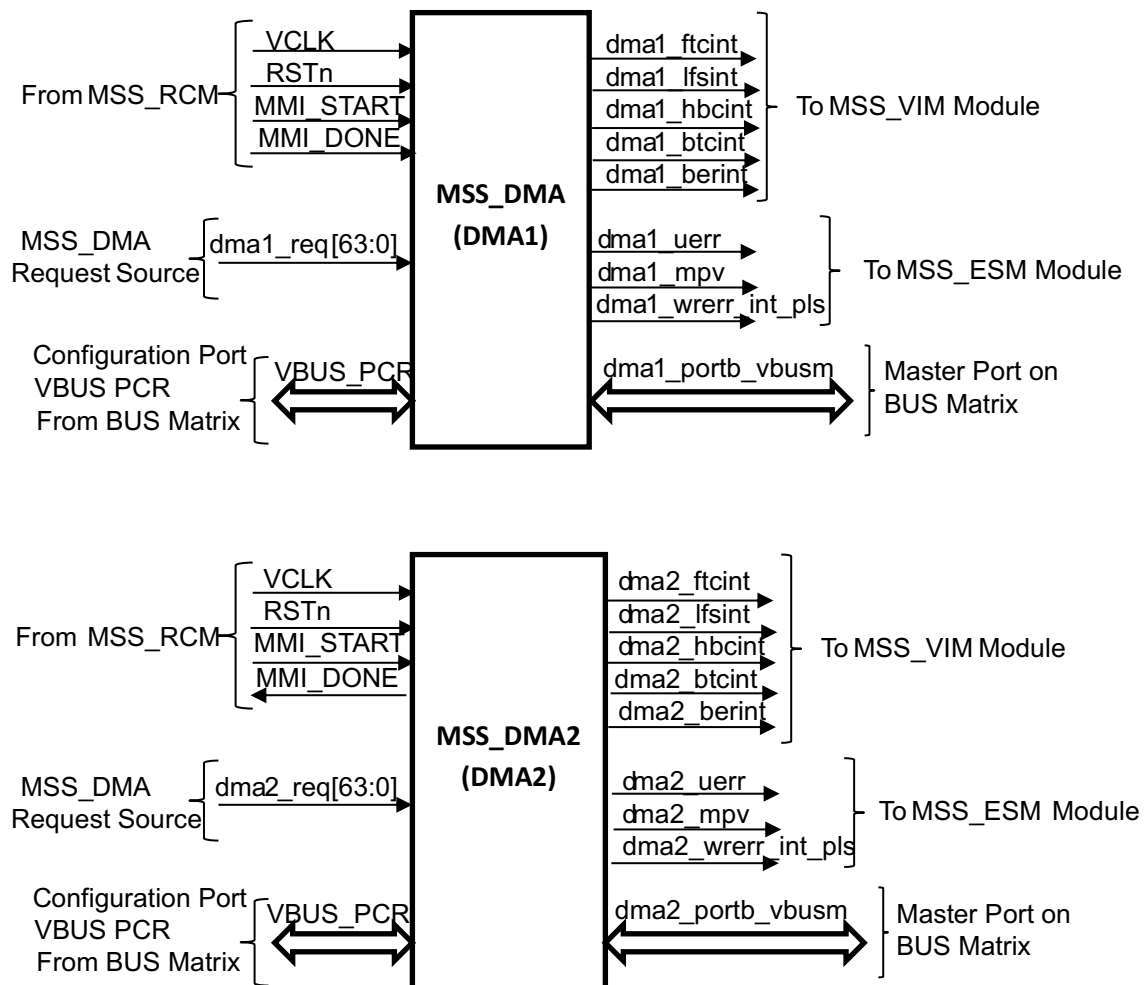 VCLK
RSTn
From MSS_RCM
MMI_START
MMI_DONE
MSS_DMA
Request Source
dma1_req[63:0]
Configuration Port
VBUS PCR
From BUS Matrix
VBUS_PCR
MSS_DMA
(DMA1)
dma1_ftcint
dma1_lfsint
dma1_hbcint
dma1_btcint
dma1_berint
To MSS_VIM Module
dma1_uerr
dma1_mpv
dma1_wrerr_int_pls
To MSS_ESM Module
dma1_portb_vbusm
Master Port on
BUS Matrix
VCLK
RSTn
From MSS_RCM
MMI_START
MMI_DONE
MSS_DMA
Request Source
dma2_req[63:0]
Configuration Port
VBUS PCR
From BUS Matrix
VBUS_PCR
MSS_DMA2
(DMA2)
dma2_ftcint
dma2_lfsint
dma2_hbcint
dma2_btcint
dma2_berint
To MSS_VIM Module
dma2_uerr
dma2_mpv
dma2_wrerr_int_pls
To MSS_ESM Module
dma2_portb_vbusm
Master Port on
BUS Matrix